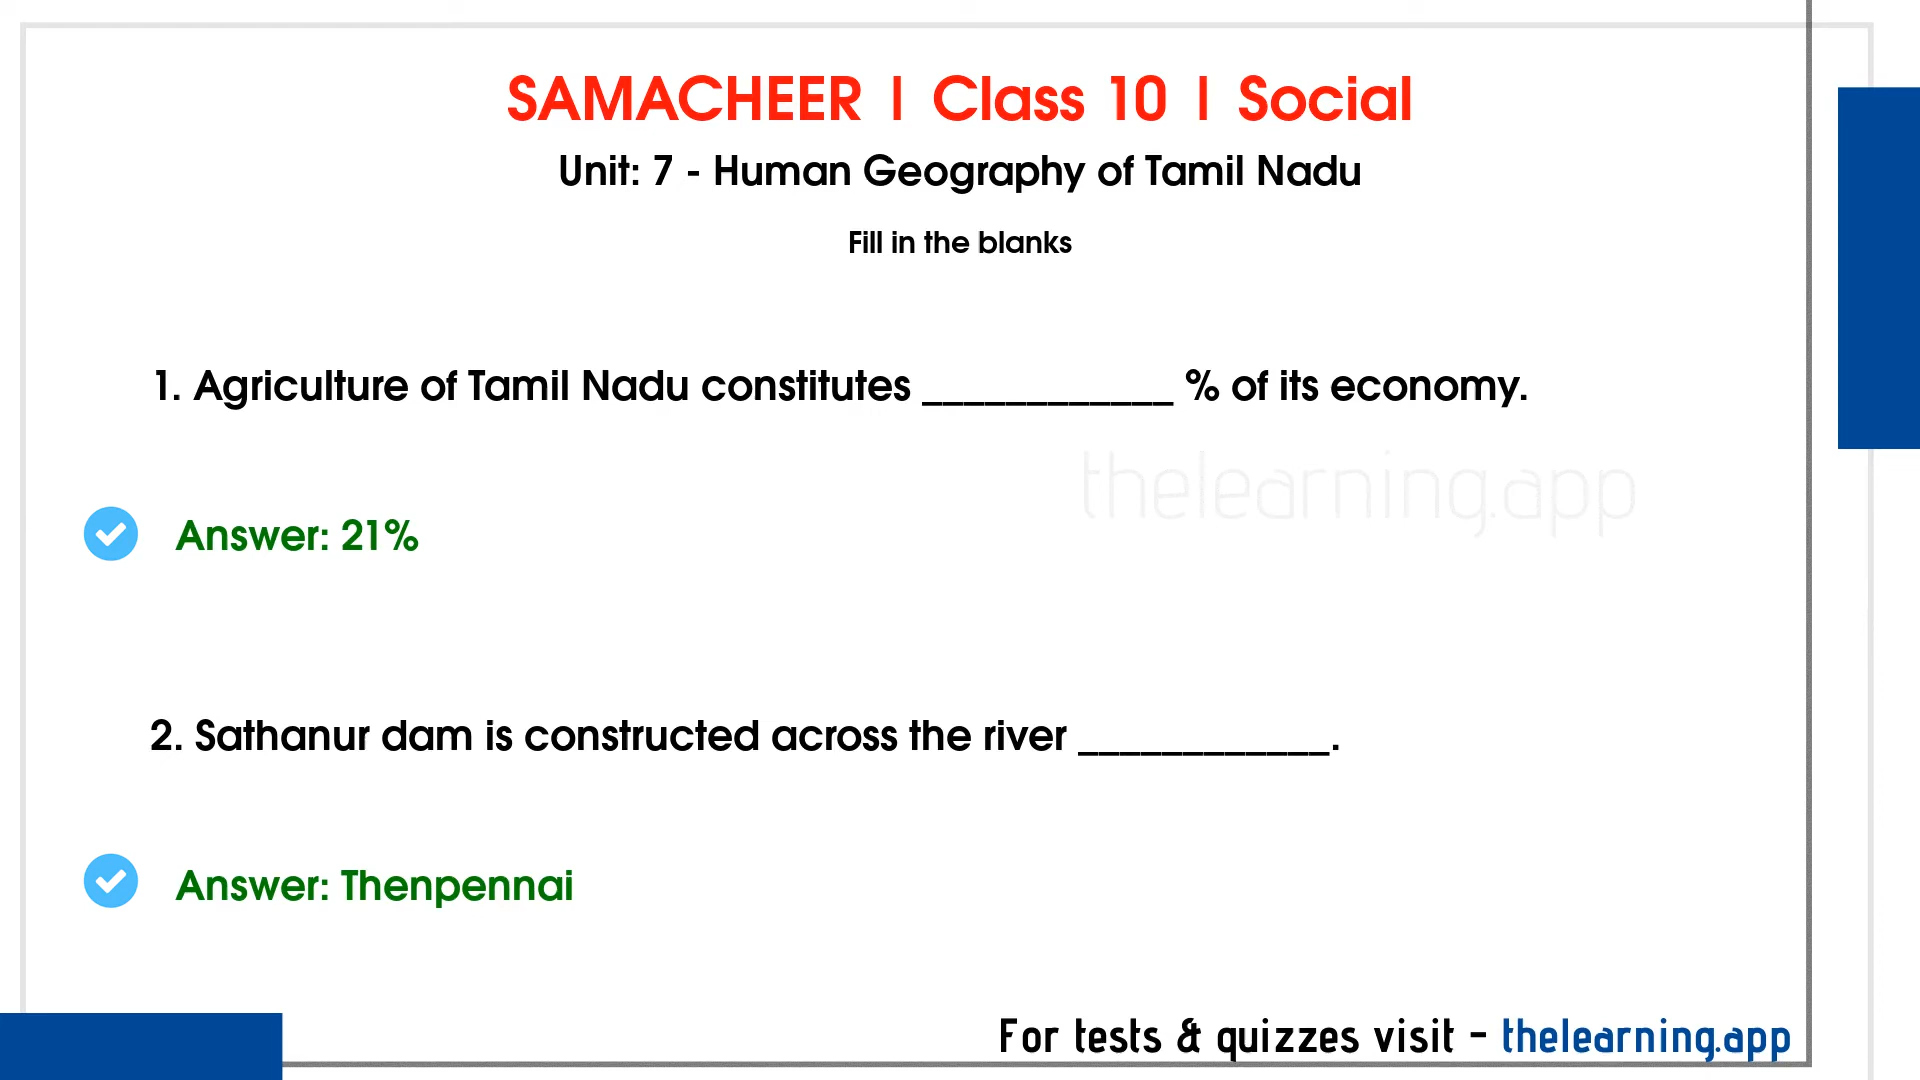 SAMACHEER | Class 10 | Social
Unit: 7 - Human Geography of Tamil Nadu
Fill in the blanks
1. Agriculture of Tamil Nadu constitutes ____________ % of its economy.
thelearning.app
Answer: 21%
2. Sathanur dam is constructed across the river ____________.
Answer: Thenpennai
For tests & quizzes visit - thelearning.app